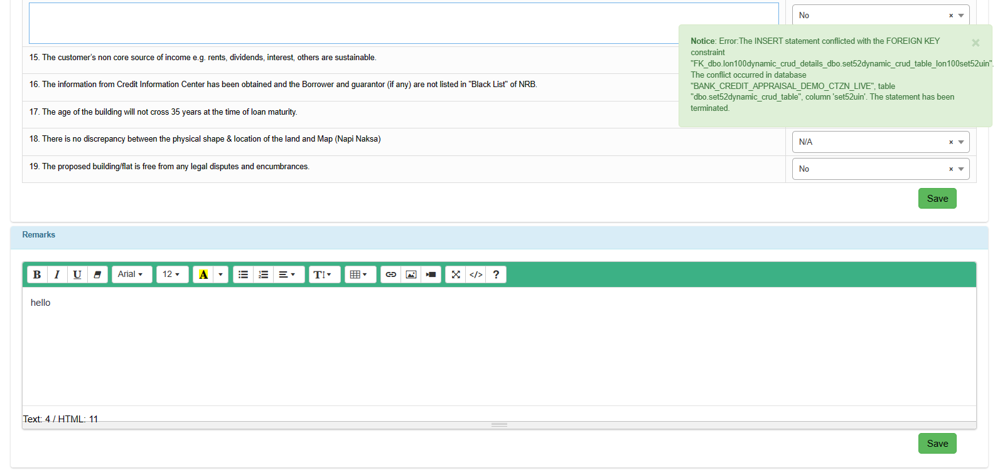 No × 
Notice: Error:The INSERT statement conflicted with the FOREIGN KEY
constraint
"FK_dbo.lon100dynamic_crud_details_dbo.set52dynamic_crud_table_lon100set52uin".
The conflict occurred in database
"BANK_CREDIT_APPRAISAL_DEMO_CTZN_LIVE", table
"dbo.set52dynamic_crud_table", column 'set52uin'. The statement has been
terminated.
×
15. The customer's non core source of income e.g. rents, dividends, interest, others are sustainable.
16. The information from Credit Information Center has been obtained and the Borrower and guarantor (if any) are not listed in "Black List" of NRB.
17. The age of the building will not cross 35 years at the time of loan maturity.
18. There is no discrepancy between the physical shape & location of the land and Map (Napi Naksa)
N/A ×
19. The proposed building/flat is free from any legal disputes and encumbrances.
No ×
Save
Remarks
B I U Arial 12 A T </> ?
hello
Text: 4 / HTML: 11
Save